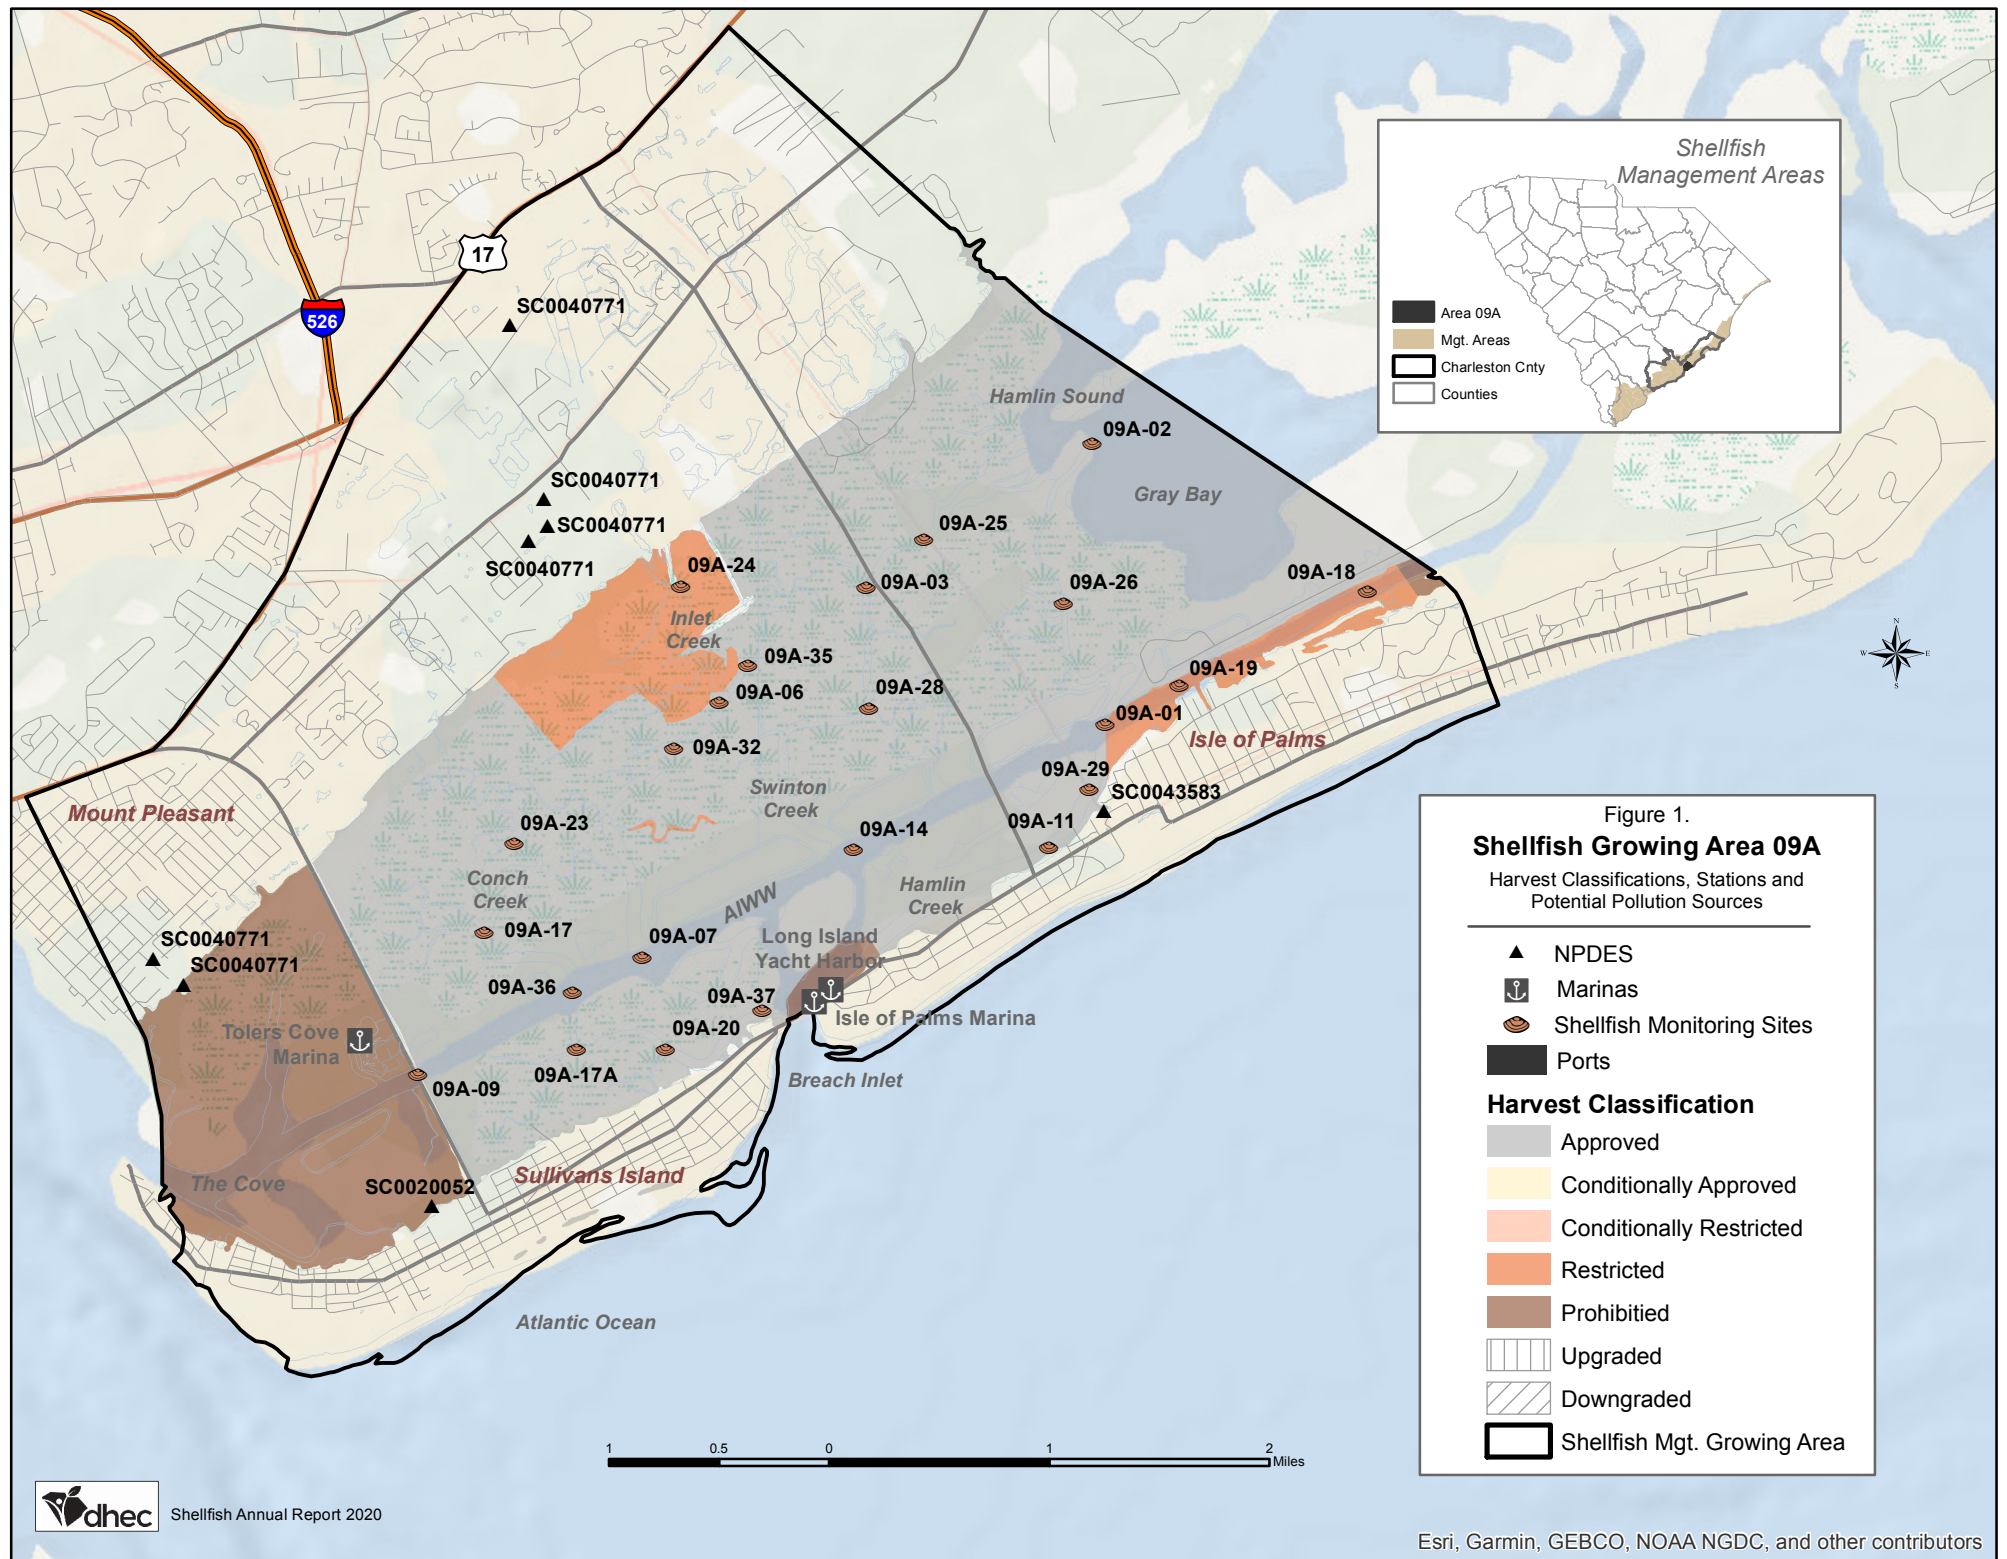 Shellfish
Management Areas
Area 09A
Mgt. Areas
Charleston Cnty
Counties
17
526
SC0040771
SC0040771
SC0040771
SC0040771
Hamlin Sound
09A-02
Gray Bay
09A-25
09A-24
09A-03
09A-26
09A-18
Inlet
Creek
09A-35
09A-06
09A-28
09A-19
09A-01
Isle of Palms
09A-32
09A-29
SC0043583
Swinton
Creek
Mount Pleasant
09A-23
09A-14
09A-11
Conch
Creek
Hamlin
Creek
AIWW
09A-17
09A-07
Long Island
Yacht Harbor
SC0040771
SC0040771
09A-36
09A-37
Isle of Palms Marina
09A-20
Tolers Cove
Marina
09A-09
09A-17A
Breach Inlet
The Cove
SC0020052
Sullivans Island
Atlantic Ocean
N
W
E
S
Figure 1.
Shellfish Growing Area 09A
Harvest Classifications, Stations and
Potential Pollution Sources
NPDES
Marinas
Shellfish Monitoring Sites
Ports
Harvest Classification
Approved
Conditionally Approved
Conditionally Restricted
Restricted
Prohibitied
Upgraded
Downgraded
Shellfish Mgt. Growing Area
1 0.5 0 1 2
Miles
dhec
Shellfish Annual Report 2020
Esri, Garmin, GEBCO, NOAA NGDC, and other contributors